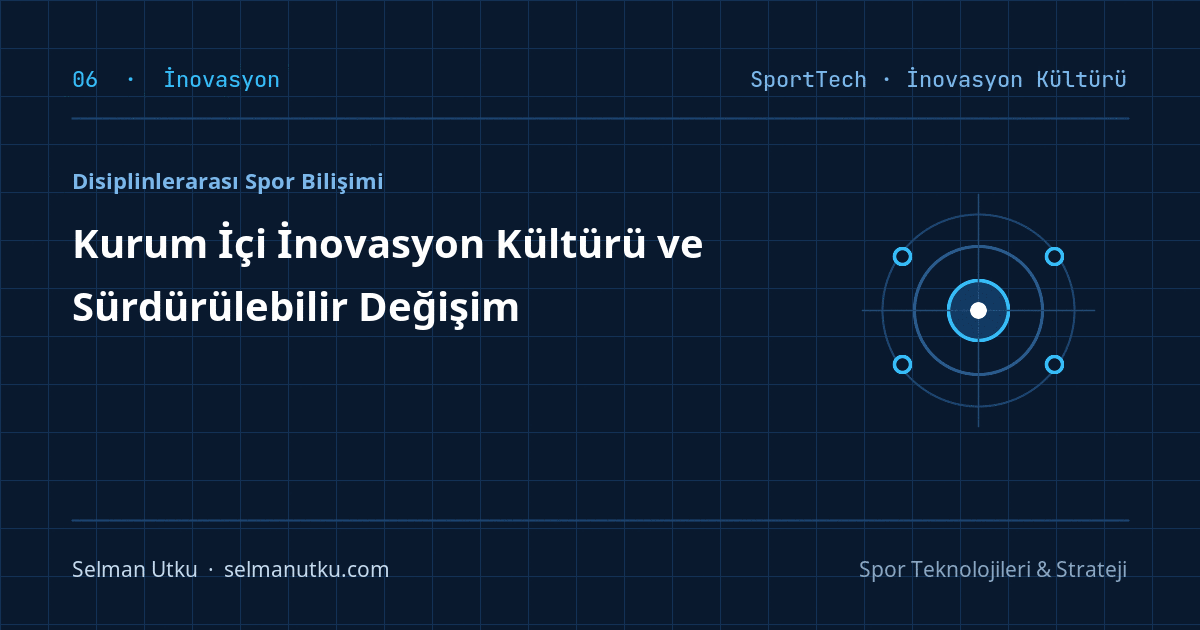 06 · İnovasyon
SportTech · İnovasyon Kültürü
Disiplinlerarası Spor Bilişimi
Kurum İçi İnovasyon Kültürü ve
Sürdürülebilir Değişim
Selman Utku · selmanutku.com
Spor Teknolojileri & Strateji